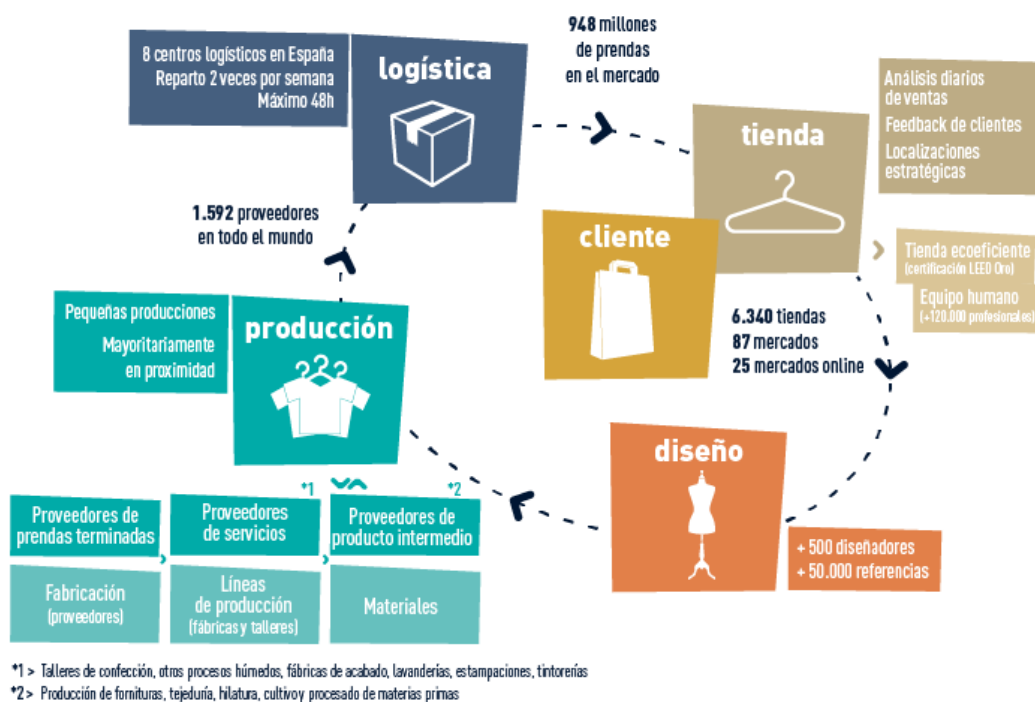 8 centros logísticos en España
Reparto 2 veces por semana
Máximo 48h
logística
948 millones
de prendas
en el mercado
tienda
Análisis diarios
de ventas
Feedback de clientes
Localizaciones
estratégicas
cliente
Tienda ecoeficiente
(certificación LEED Oro)
Equipo humano
(+120.000 profesionales)
6.340 tiendas
87 mercados
25 mercados online
1.592 proveedores
en todo el mundo
Pequeñas producciones
Mayoritariamente
en proximidad
producción
diseño
+ 500 diseñadores
+ 50.000 referencias
*1
*2
Proveedores de
prendas terminadas
Proveedores
de servicios
Proveedores de
producto intermedio
Fabricación
(proveedores)
Líneas
de producción
(fábricas y talleres)
Materiales
*1 > Talleres de confección, otros procesos húmedos, fábricas de acabado, lavanderías, estampaciones, tintorerías
*2 > Producción de fornituras, tejeduría, hilatura, cultivo y procesado de materias primas